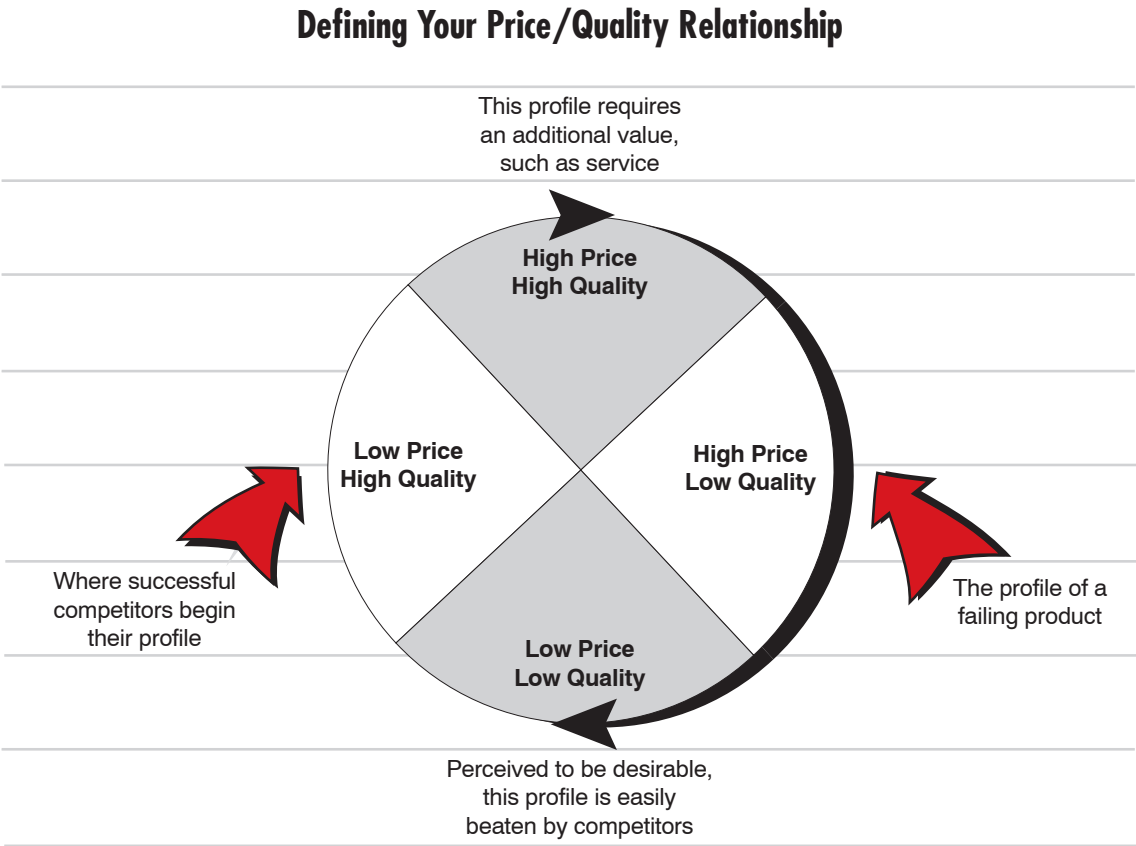 Defining Your Price/Quality Relationship
This profile requires
an additional value,
such as service
High Price
High Quality
Low Price
High Quality
High Price
Low Quality
Where successful
competitors begin
their profile
The profile of a
failing product
Low Price
Low Quality
Perceived to be desirable,
this profile is easily
beaten by competitors